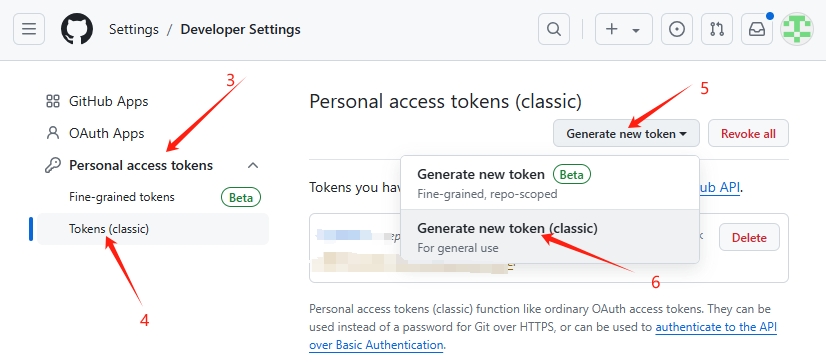 Settings / Developer Settings
3
GitHub Apps
OAuth Apps
Personal access tokens
Fine-grained tokens Beta
Tokens (classic)
4
Personal access tokens (classic)
5
Generate new token
Revoke all
Generate new token Beta
Fine-grained, repo-scoped
Generate new token (classic)
For general use
6
Tokens you hav
API.
Delete
Personal access tokens (classic) function like ordinary OAuth access tokens. They can be
used instead of a password for Git over HTTPS, or can be used to authenticate to the API
over Basic Authentication.